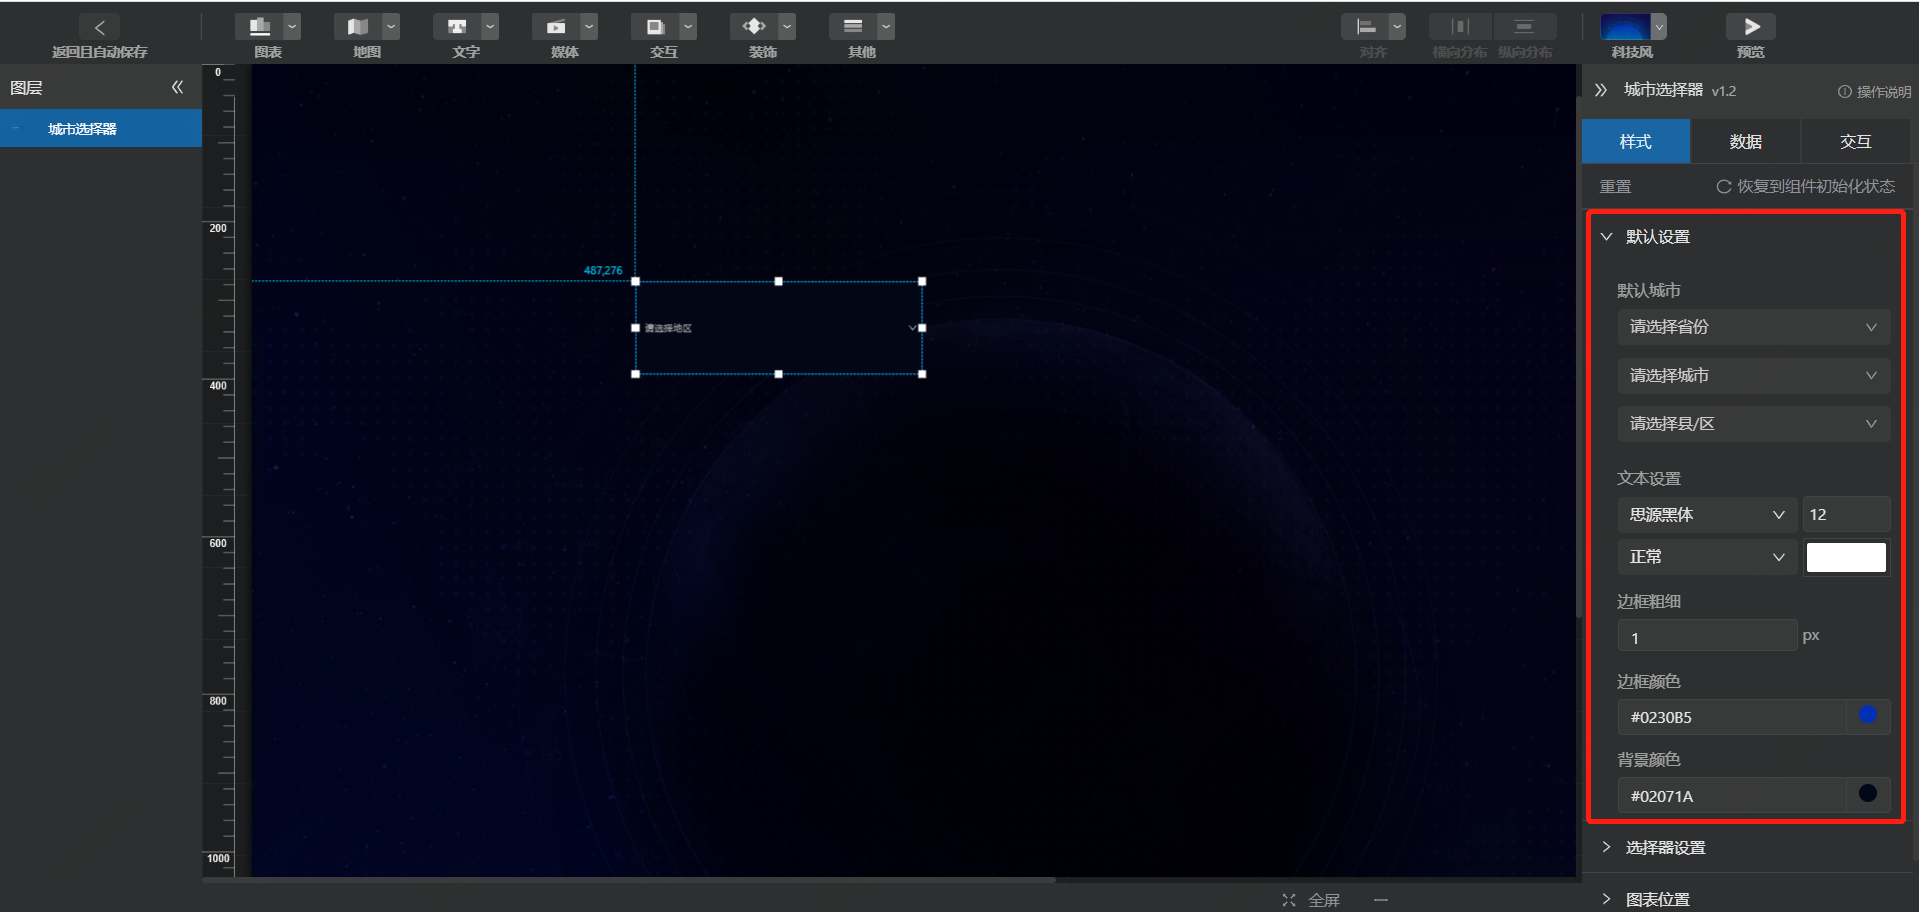 返回且自动保存
图表
地图
文字
媒体
交互
装饰
其他
对齐
横向分布
纵向分布
科技风
预览
图层
城市选择器
0
200
400
600
800
1000
487,276
请选择地区
全屏
城市选择器 v1.2
操作说明
样式
数据
交互
重置
恢复到组件初始化状态
默认设置
默认城市
请选择省份
请选择城市
请选择县/区
文本设置
思源黑体
12
正常
边框粗细
1
px
边框颜色
#0230B5
背景颜色
#02071A
选择器设置
图表位置